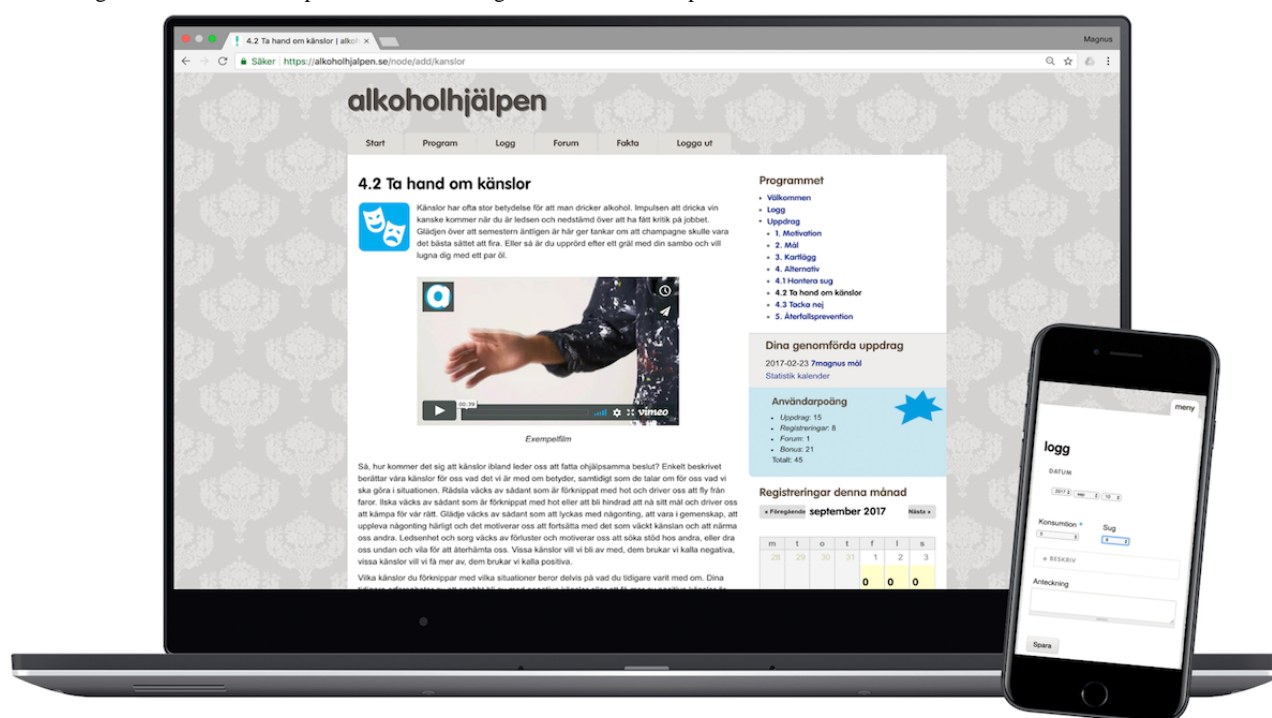 4.2 Ta hand om känslor | alkoh
Magnus
Säker https://alkoholhjalpen.se/node/add/kanslor
alkoholhjälpen
Start Program Logg Forum Fakta Logga ut
4.2 Ta hand om känslor
Känslor har ofta stor betydelse för att man dricker alkohol. Impulsen att dricka vin
kanske kommer när du är ledsen och nedstämd över att ha fått kritik på jobbet.
Glädjen över att semestern äntligen är här ger tankar om att champagne skulle vara
det bästa sättet att fira. Eller så är du upprörd efter ett gräl med din sambo och vill
lugna dig med ett par öl.
a
00:39
vimeo
Exempelfilm
Så, hur kommer det sig att känslor ibland leder oss att fatta ohjälpsamma beslut? Enkelt beskrivet
berättar våra känslor för oss vad det vi är med om betyder, samtidigt som de talar om för oss vad vi
ska göra i situationen. Rädsla väcks av sådant som är förknippat med hot och driver oss att fly från
faror. Ilska väcks av sådant som är förknippat med hot eller att bli hindrad att nå sitt mål och driver oss
att kämpa för vår rätt. Glädje väcks av sådant som att lyckas med någonting, att vara i gemenskap, att
uppleva någonting härligt och det motiverar oss att fortsätta med det som väckt känslan och att närma
oss andra. Ledsenhet och sorg väcks av förluster och motiverar oss att söka stöd hos andra, eller dra
oss undan och vila för att återhämta oss. Vissa känslor vill vi bli av med, dem brukar vi kalla negativa,
vissa känslor vill vi få mer av, dem brukar vi kalla positiva.
Vilka känslor du förknippar med vilka situationer beror delvis på vad du tidigare varit med om. Dina
Programmet
Välkommen
Logg
Uppdrag
1. Motivation
2. Mål
3. Kartlägg
4. Alternativ
4.1 Hantera sug
4.2 Ta hand om känslor
4.3 Tacka nej
5. Återfallsprevention
Dina genomförda uppdrag
2017-02-23 7magnus mål
Statistik kalender
Användarpoäng
Uppdrag: 15
Registreringar: 8
Forum: 1
Bonus: 21
Totalt: 45
Registreringar denna månad
« Föregående september 2017 Nästa »
m t o t f l s
28 29 30 31 1 2 3
0 0 0
meny
logg
DATUM
2017 10
Konsumtion * Sug
+ BESKRIV
Anteckning
Spara